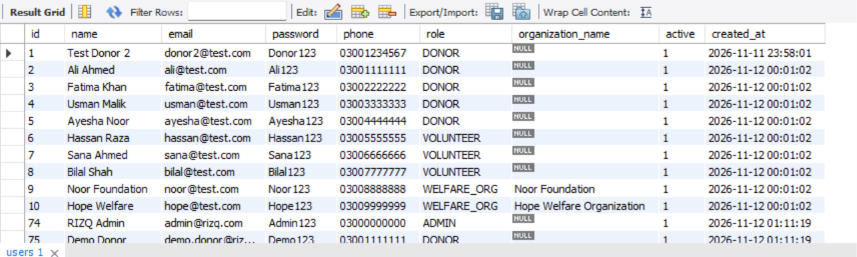 Result Grid Filter Rows: Edit: Export/Import: Wrap Cell Content:
id name email password phone role organization_name active created_at
1 Test Donor 2 donor2@test.com Donor123 03001234567 DONOR NULL 1 2026-11-11 23:58:01
2 Ali Ahmed ali@test.com Ali123 03001111111 DONOR NULL 1 2026-11-12 00:01:02
3 Fatima Khan fatima@test.com Fatima123 03002222222 DONOR NULL 1 2026-11-12 00:01:02
4 Usman Malik usman@test.com Usman123 03003333333 DONOR NULL 1 2026-11-12 00:01:02
5 Ayesha Noor ayesha@test.com Ayesha123 03004444444 DONOR NULL 1 2026-11-12 00:01:02
6 Hassan Raza hassan@test.com Hassan123 03005555555 VOLUNTEER NULL 1 2026-11-12 00:01:02
7 Sana Ahmed sana@test.com Sana123 03006666666 VOLUNTEER NULL 1 2026-11-12 00:01:02
8 Bilal Shah bilal@test.com Bilal123 03007777777 VOLUNTEER NULL 1 2026-11-12 00:01:02
9 Noor Foundation noor@test.com Noor123 03008888888 WELFARE_ORG Noor Foundation 1 2026-11-12 00:01:02
10 Hope Welfare hope@test.com Hope123 03009999999 WELFARE_ORG Hope Welfare Organization 1 2026-11-12 00:01:02
74 RIZQ Admin admin@rizq.com Admin123 03000000000 ADMIN NULL 1 2026-11-12 01:11:19
75 Demo Donor demo.donor@riz... Demo123 03001111111 DONOR NULL 1 2026-11-12 01:11:19
users 1